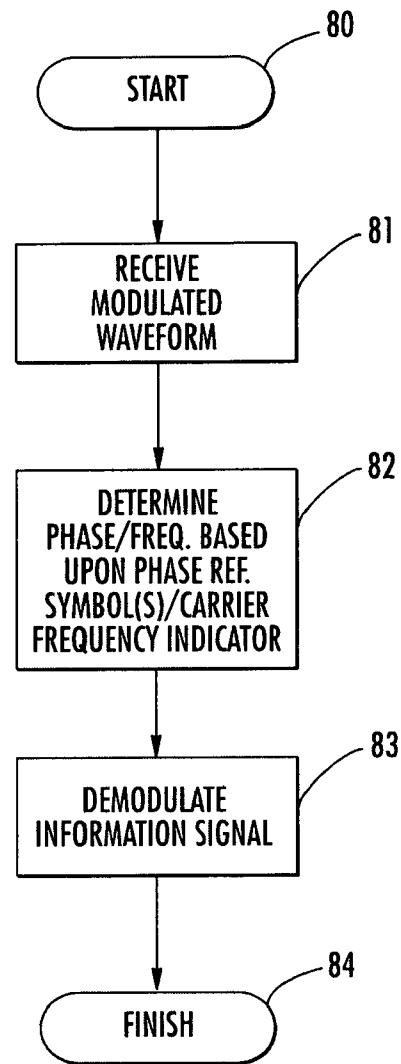 80
START
81
RECEIVE
MODULATED
WAVEFORM
82
DETERMINE
PHASE/FREQ. BASED
UPON PHASE REF.
SYMBOL(S)/CARRIER
FREQUENCY INDICATOR
83
DEMODULATE
INFORMATION SIGNAL
84
FINISH